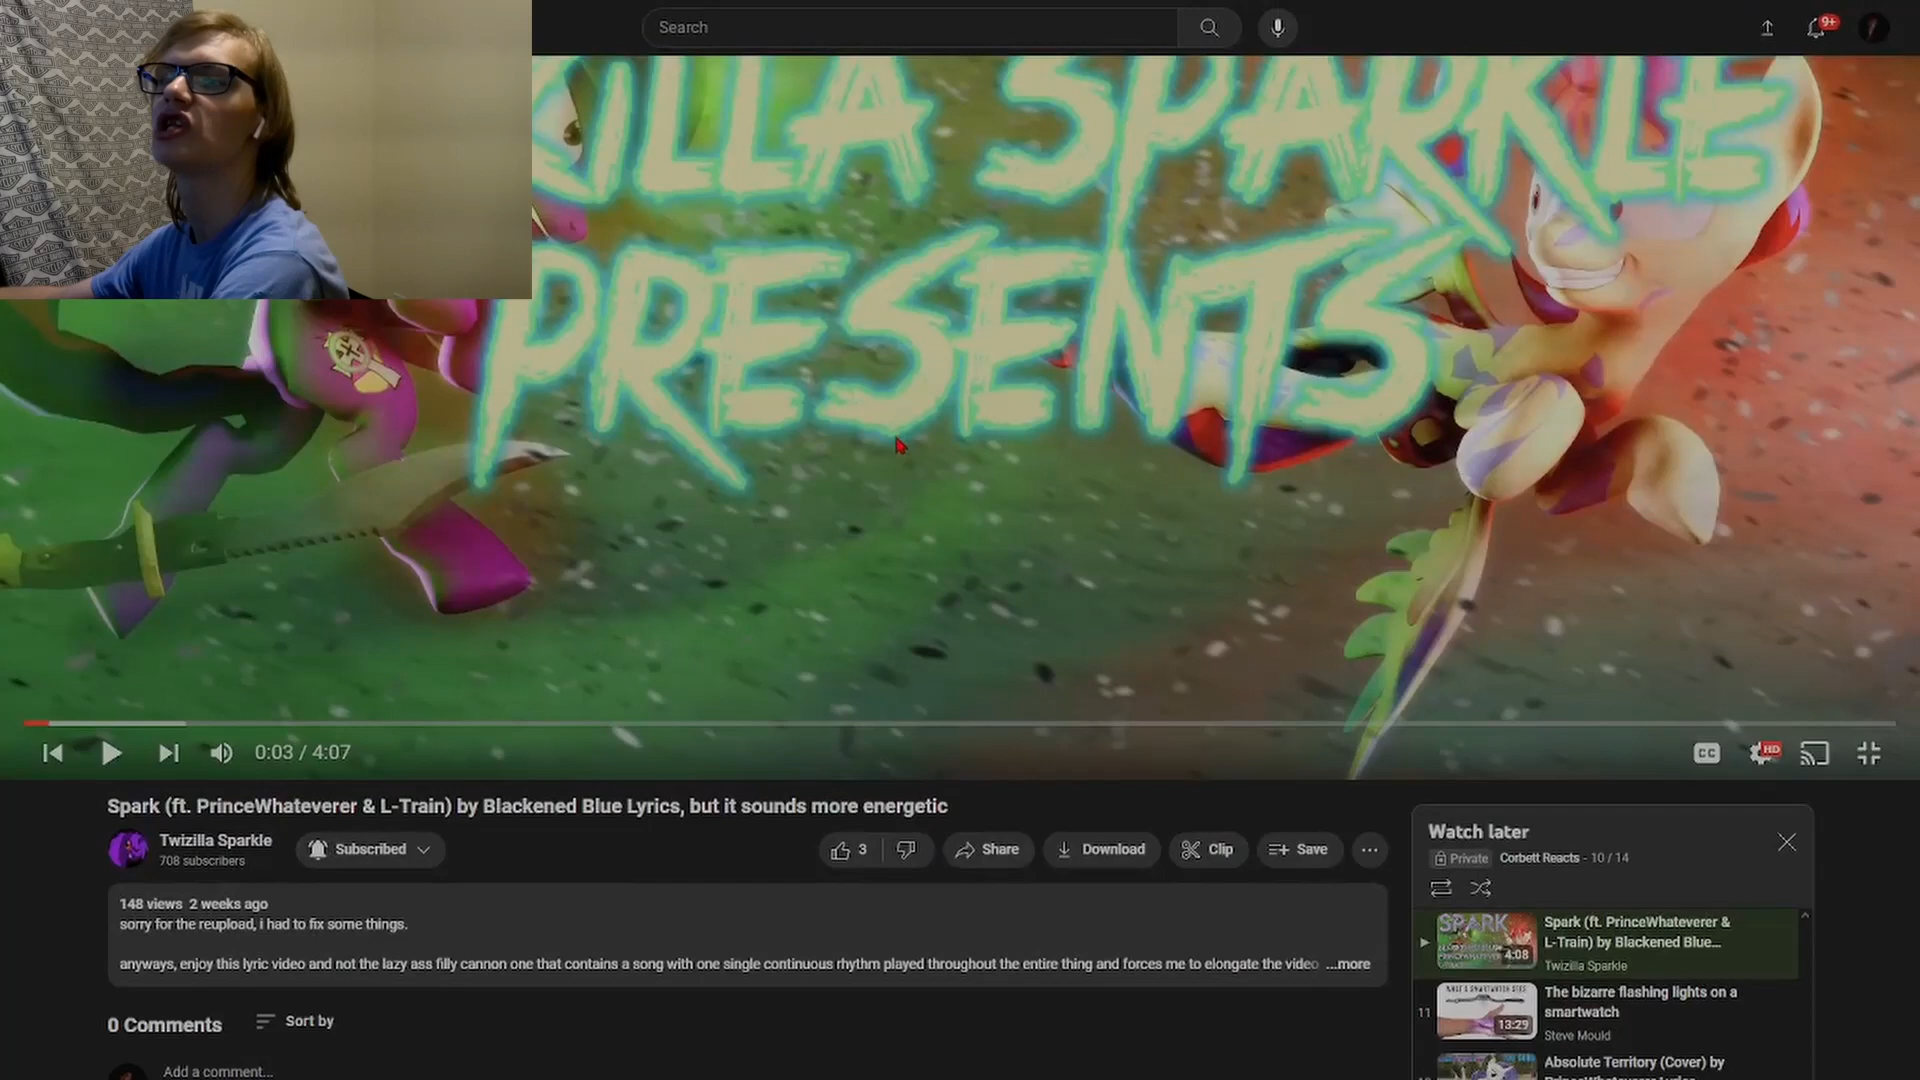 Search
9+
KILLA SPARKLE
PRESENTS
0:03 / 4:07
CC
HD
Spark (ft. PrinceWhateverer & L-Train) by Blackened Blue Lyrics, but it sounds more energetic
Twizilla Sparkle
708 subscribers
Subscribed
3
Share
Download
Clip
Save
148 views 2 weeks ago
sorry for the reupload, i had to fix some things.
anyways, enjoy this lyric video and not the lazy ass filly cannon one that contains a song with one single continuous rhythm played throughout the entire thing and forces me to elongate the video ...more
0 Comments
Sort by
Add a comment...
Watch later
Private Corbett Reacts - 10 / 14
SPARK
4:08
Spark (ft. PrinceWhateverer &
L-Train) by Blackened Blue...
Twizilla Sparkle
11
13:29
The bizarre flashing lights on a
smartwatch
Steve Mould
Absolute Territory (Cover) by
PrinceWhateverer Lyrics